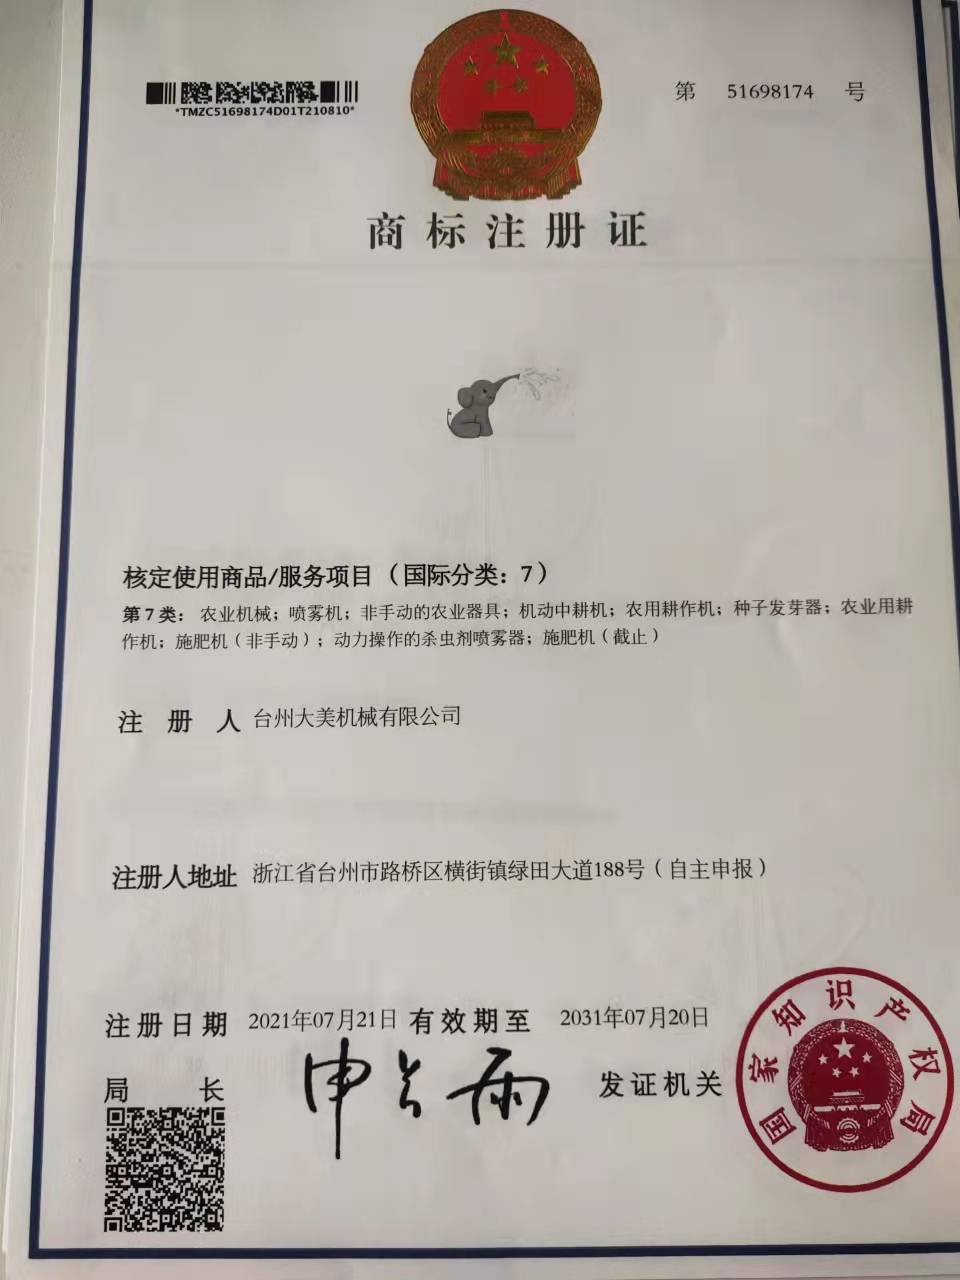 第 51698174 号
*TMZC51698174D01T210810*
商标注册证
核定使用商品/服务项目（国际分类：7）
第7类：农业机械；喷雾机；非手动的农业器具；机动中耕机；农用耕作机；种子发芽器；农业用耕
作机；施肥机（非手动）；动力操作的杀虫剂喷雾器；施肥机（截止）
注册人 台州大美机械有限公司
注册人地址 浙江省台州市路桥区横街镇绿田大道188号（自主申报）
注册日期 2021年07月21日 有效期至 2031年07月20日
局长 申长雨 发证机关
国家知识产权局